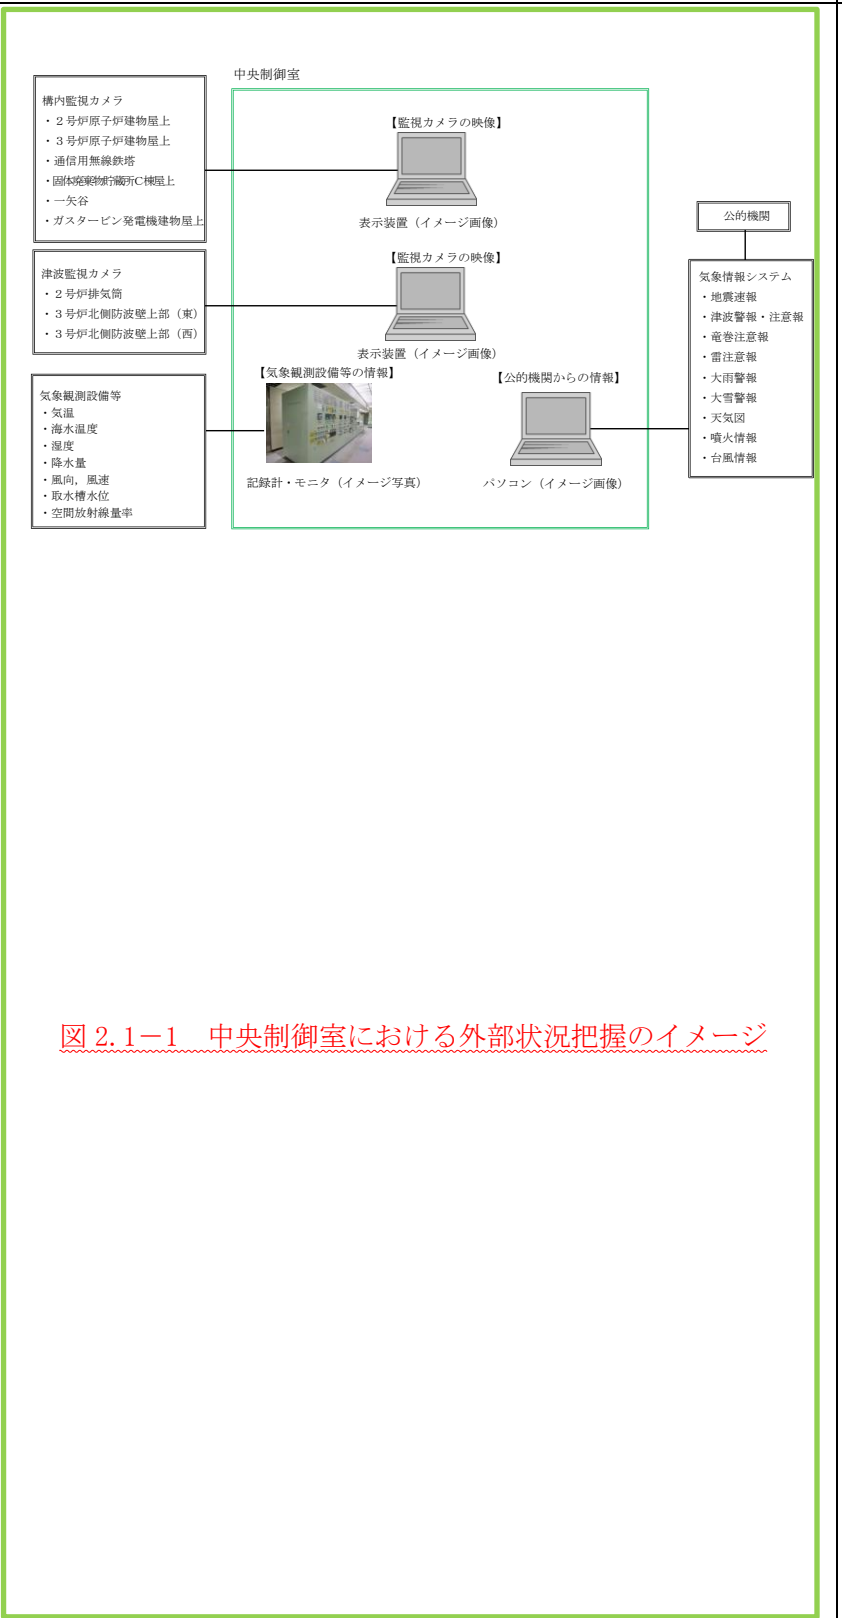 中央制御室
構内監視カメラ
・２号炉原子炉建物屋上
・３号炉原子炉建物屋上
・通信用無線鉄塔
・固体廃棄物貯蔵所C棟屋上
・一矢谷
・ガスタービン発電機建物屋上
【監視カメラの映像】
表示装置（イメージ画像）
津波監視カメラ
・２号炉排気筒
・３号炉北側防波壁上部（東）
・３号炉北側防波壁上部（西）
【監視カメラの映像】
表示装置（イメージ画像）
気象観測設備等
・気温
・海水温度
・湿度
・降水量
・風向，風速
・取水槽水位
・空間放射線量率
【気象観測設備等の情報】
記録計・モニタ（イメージ写真）
【公的機関からの情報】
パソコン（イメージ画像）
公的機関
気象情報システム
・地震速報
・津波警報・注意報
・竜巻注意報
・雷注意報
・大雨警報
・大雪警報
・天気図
・噴火情報
・台風情報
図 2.1－1　中央制御室における外部状況把握のイメージ